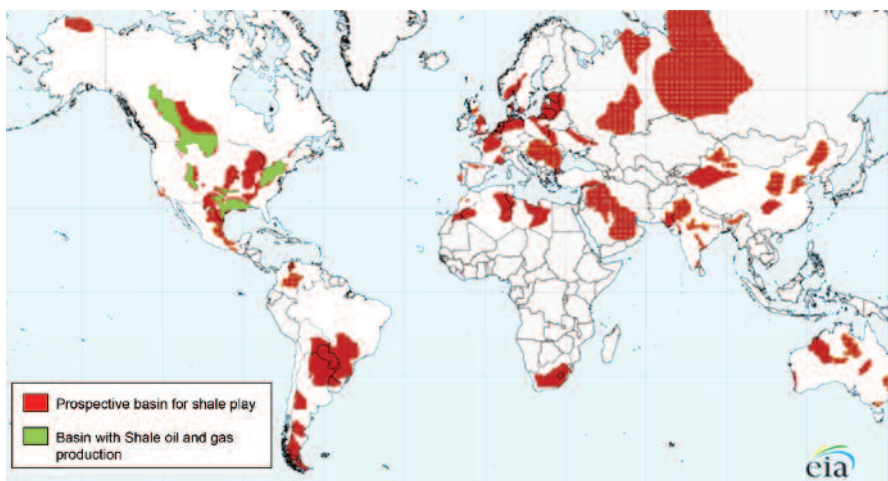 Prospective basin for shale play
Basin with Shale oil and gas
production
eia